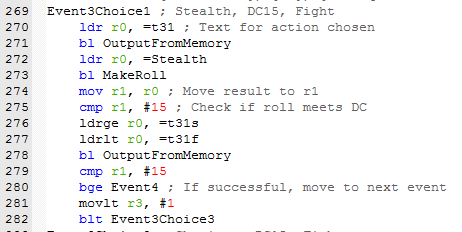 269 Event3Choice1 ; Stealth, DC15, Fight
270 ldr r0, =t31 ; Text for action chosen
271 bl OutputFromMemory
272 ldr r0, =Stealth
273 bl MakeRoll
274 mov r1, r0 ; Move result to r1
275 cmp r1, #15 ; Check if roll meets DC
276 ldrge r0, =t31s
277 ldrlt r0, =t31f
278 bl OutputFromMemory
279 cmp r1, #15
280 bge Event4 ; If successful, move to next event
281 movlt r3, #1
282 blt Event3Choice3